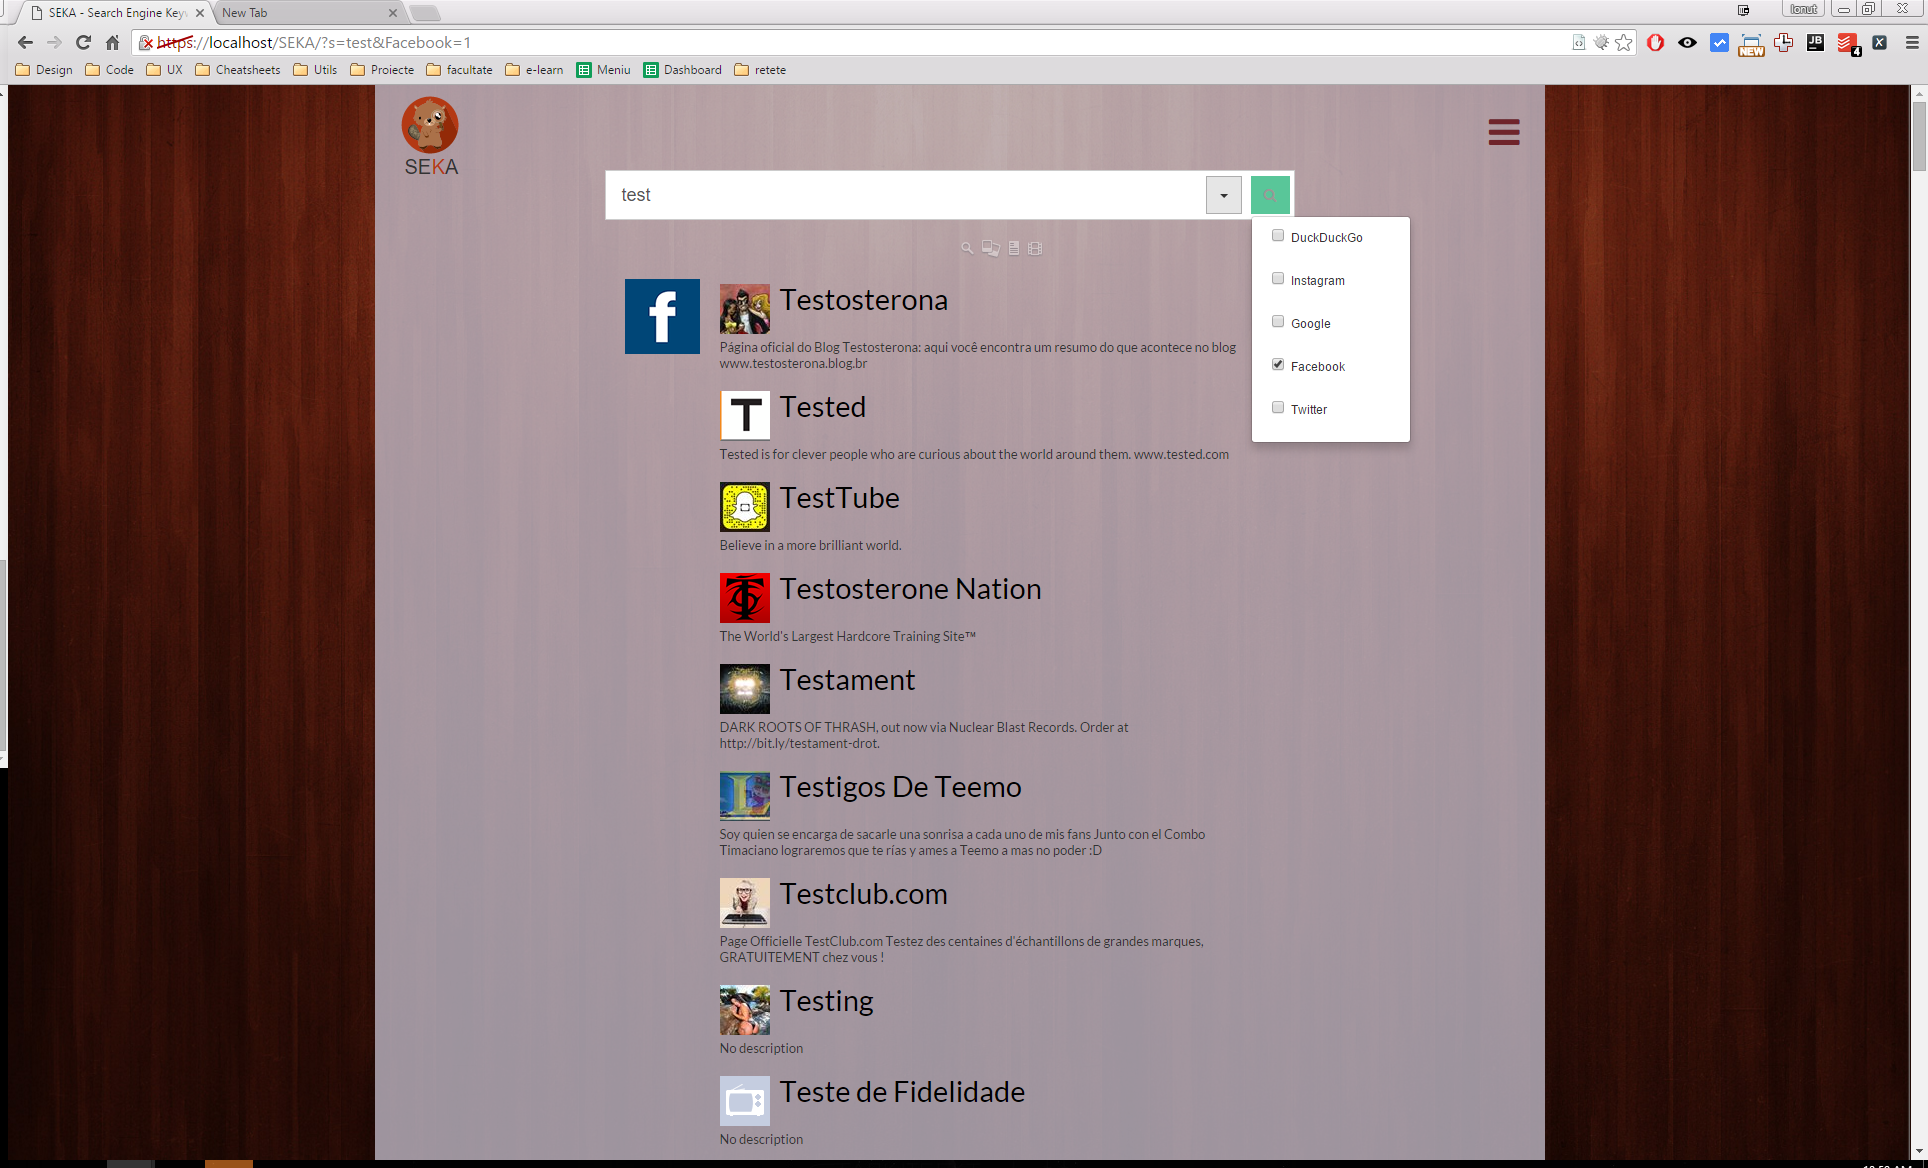 SEKA - Search Engine Key
New Tab
Ionut
https://localhost/SEKA/?s=test&Facebook=1
NEW
JB
4
Design
Code
UX
Cheatsheets
Utils
Proiecte
facultate
e-learn
Meniu
Dashboard
retete
SEKA
test
DuckDuckGo
Instagram
Google
Facebook
Twitter
f
Testosterona
Página oficial do Blog Testosterona: aqui você encontra um resumo do que acontece no blog
www.testosterona.blog.br
T
Tested
Tested is for clever people who are curious about the world around them. www.tested.com
TestTube
Believe in a more brilliant world.
Testosterone Nation
The World's Largest Hardcore Training Site™
Testament
DARK ROOTS OF THRASH, out now via Nuclear Blast Records. Order at
http://bit.ly/testament-drot.
L
Testigos De Teemo
Soy quien se encarga de sacarle una sonrisa a cada uno de mis fans Junto con el Combo
Timaciano lograremos que te rías y ames a Teemo a mas no poder :D
Testclub.com
Page Officielle TestClub.com Testez des centaines d'échantillons de grandes marques,
GRATUITEMENT chez vous !
Testing
No description
Teste de Fidelidade
No description